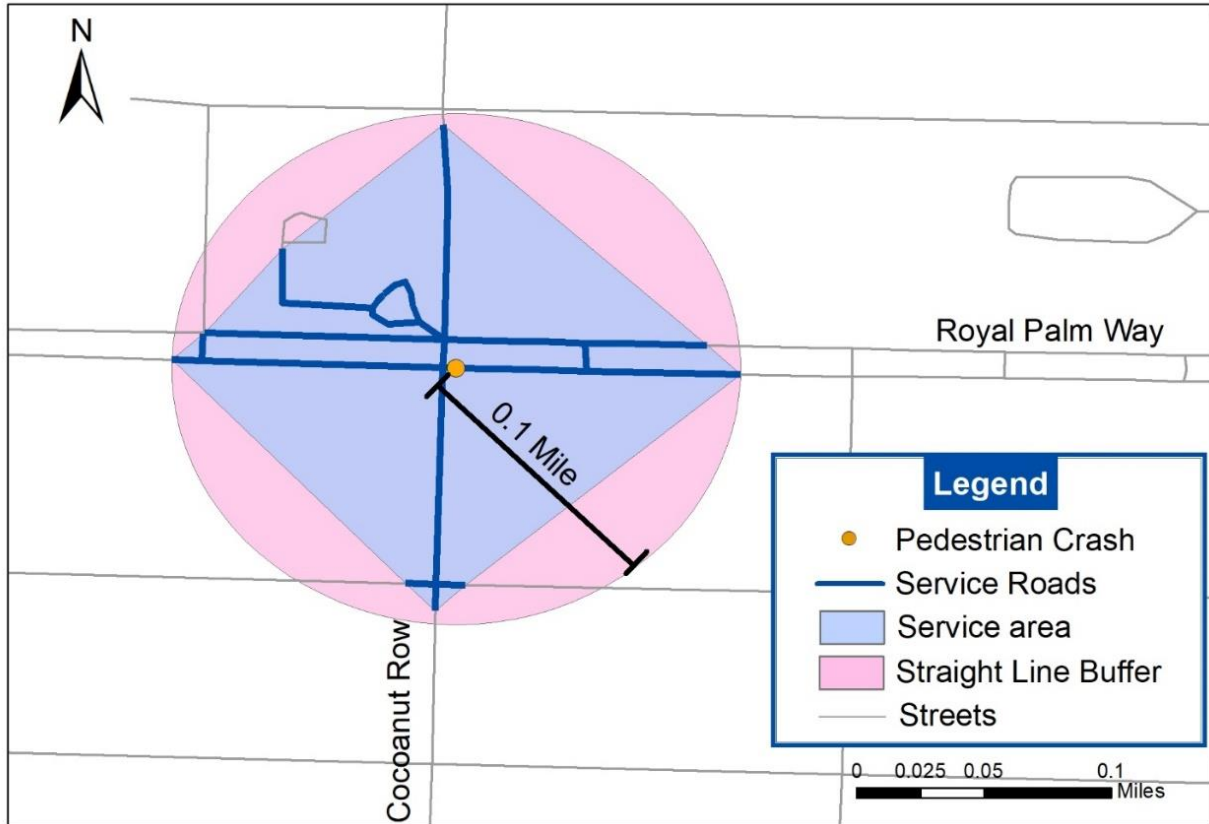 N
Royal Palm Way
0.1 Mile
Cocoanut Row
Legend
Pedestrian Crash
Service Roads
Service area
Straight Line Buffer
Streets
0 0.025 0.05 0.1
Miles